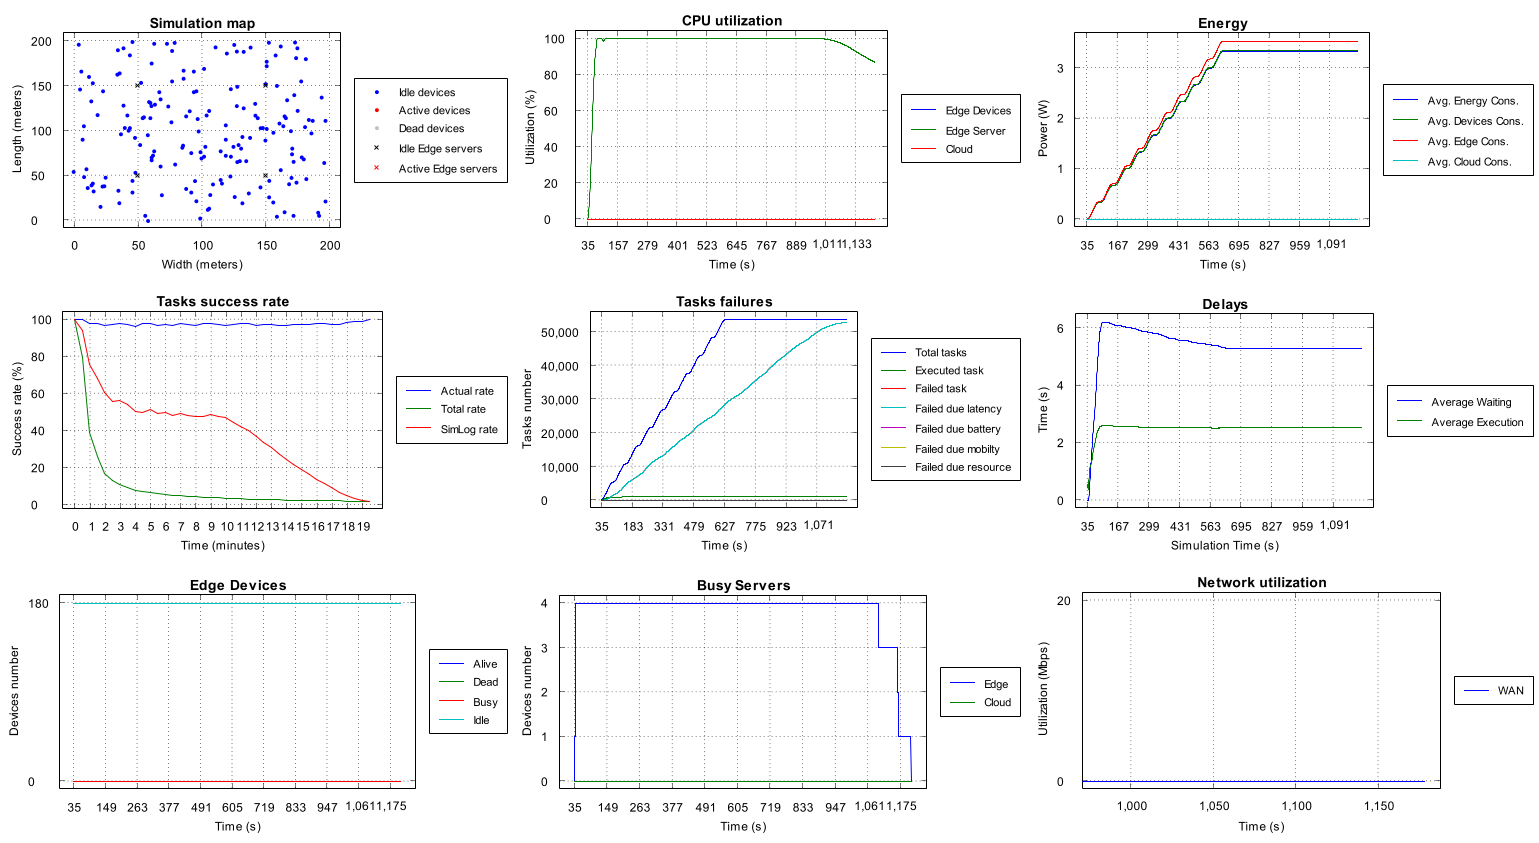 Simulation map
200
150
100
50
0
Length (meters)
0 50 100 150 200
Width (meters)
Idle devices
Active devices
Dead devices
Idle Edge servers
Active Edge servers
CPU utilization
100
80
60
40
20
0
Utilization (%)
35 157 279 401 523 645 767 889 1,011 1,133
Time (s)
Edge Devices
Edge Server
Cloud
Energy
3
2
1
0
Power (W)
35 167 299 431 563 695 827 959 1,091
Time (s)
Avg. Energy Cons.
Avg. Devices Cons.
Avg. Edge Cons.
Avg. Cloud Cons.
Tasks success rate
100
80
60
40
20
0
Success rate (%)
0 1 2 3 4 5 6 7 8 9 10 11 12 13 14 15 16 17 18 19
Time (minutes)
Actual rate
Total rate
SimLog rate
Tasks failures
50,000
40,000
30,000
20,000
10,000
0
Tasks number
35 183 331 479 627 775 923 1,071
Time (s)
Total tasks
Executed task
Failed task
Failed due latency
Failed due battery
Failed due mobilty
Failed due resource
Delays
6
4
2
0
Time (s)
35 167 299 431 563 695 827 959 1,091
Simulation Time (s)
Average Waiting
Average Execution
Edge Devices
180
0
Devices number
35 149 263 377 491 605 719 833 947 1,061 1,175
Time (s)
Alive
Dead
Busy
Idle
Busy Servers
4
3
2
1
0
Devices number
35 149 263 377 491 605 719 833 947 1,061 1,175
Time (s)
Edge
Cloud
Network utilization
20
10
0
Utilization (Mbps)
1,000 1,050 1,100 1,150
Time (s)
WAN